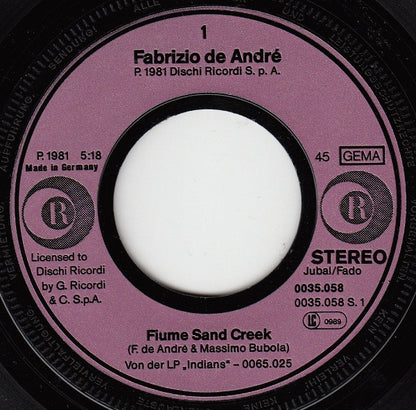 1
Fabrizio de André
P. 1981 Dischi Ricordi S. p. A.
P. 1981 5:18
Made in Germany
45 GEMA
R
R
Licensed to
Dischi Ricordi
by G. Ricordi
& C. S.p.A.
STEREO
Jubal/Fado
0035.058
0035.058 S. 1
LC 0989
Fiume Sand Creek
(F. de André & Massimo Bubola)
Von der LP „Indians" – 0065.025